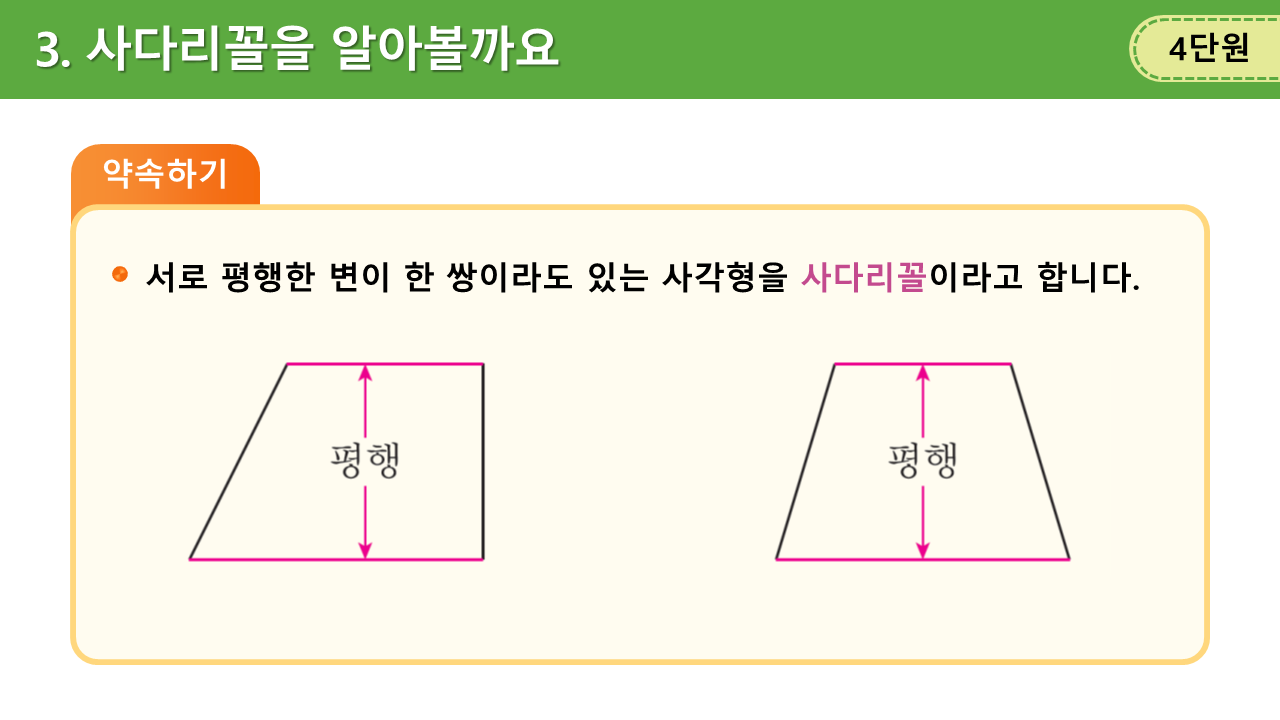 3. 사다리꼴을 알아볼까요
4단원
약속하기
서로 평행한 변이 한 쌍이라도 있는 사각형을 사다리꼴이라고 합니다.
평행
평행